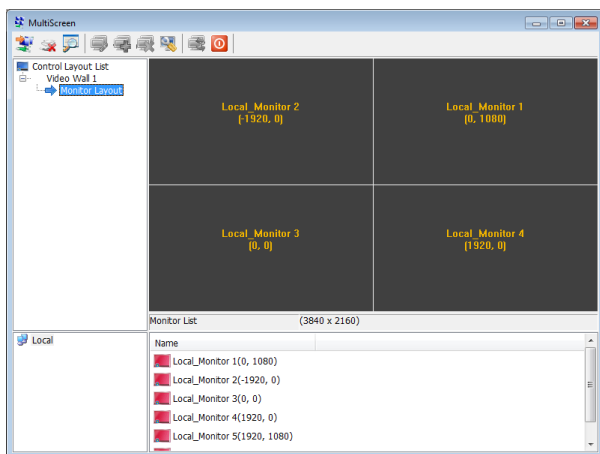 MultiScreen
Control Layout List
Video Wall 1
Monitor Layout
Local_Monitor 2
(-1920, 0)
Local_Monitor 1
(0, 1080)
Local_Monitor 3
(0, 0)
Local_Monitor 4
(1920, 0)
Monitor List (3840 x 2160)
Local
Name
Local_Monitor 1(0, 1080)
Local_Monitor 2(-1920, 0)
Local_Monitor 3(0, 0)
Local_Monitor 4(1920, 0)
Local_Monitor 5(1920, 1080)